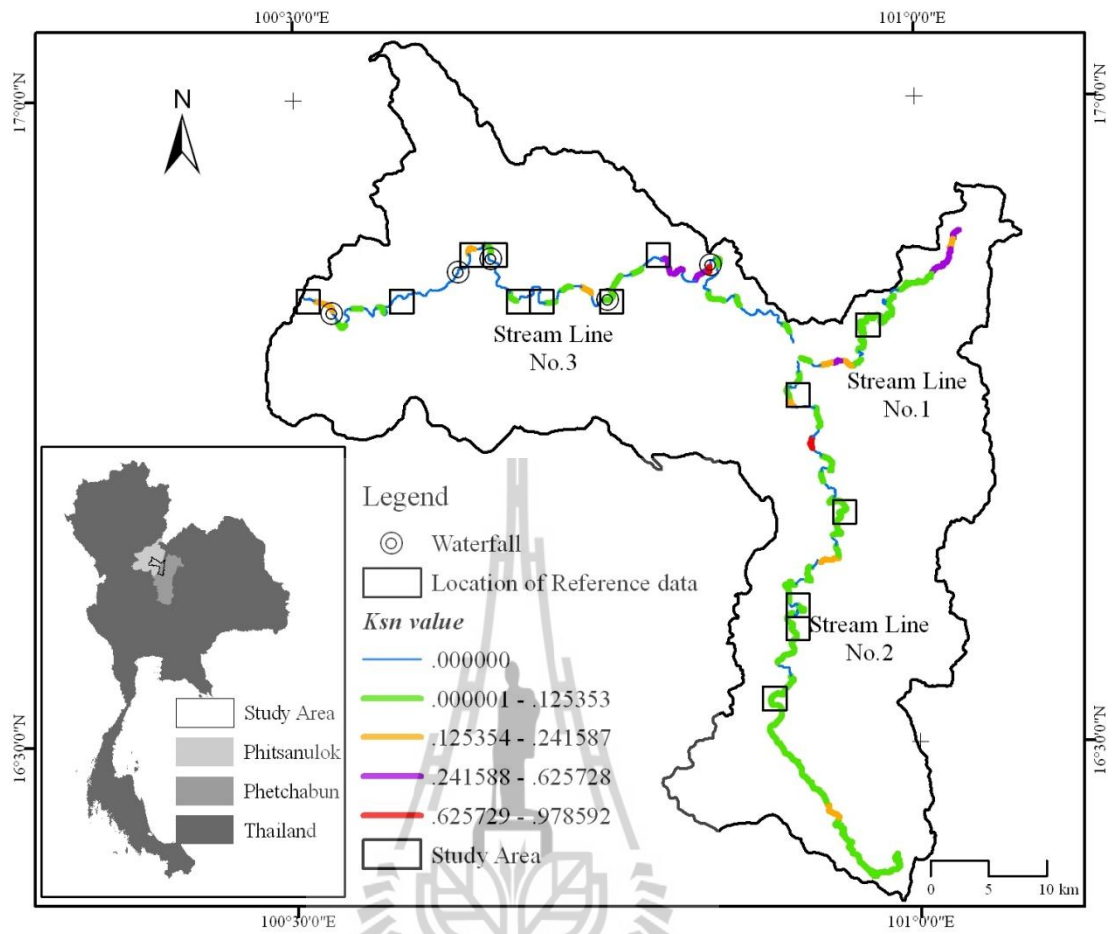 100°30'0"E
101°0'0"E
17°0'0"N
17°0'0"N
N
Stream Line
No.3
Stream Line
No.1
Stream Line
No.2
Legend
Waterfall
Location of Reference data
Ksn value
.000000
.000001 - .125353
.125354 - .241587
.241588 - .625728
.625729 - .978592
Study Area
Study Area
Phitsanulok
Phetchabun
Thailand
16°30'0"N
16°30'0"N
0 5 10 km
100°30'0"E
101°0'0"E